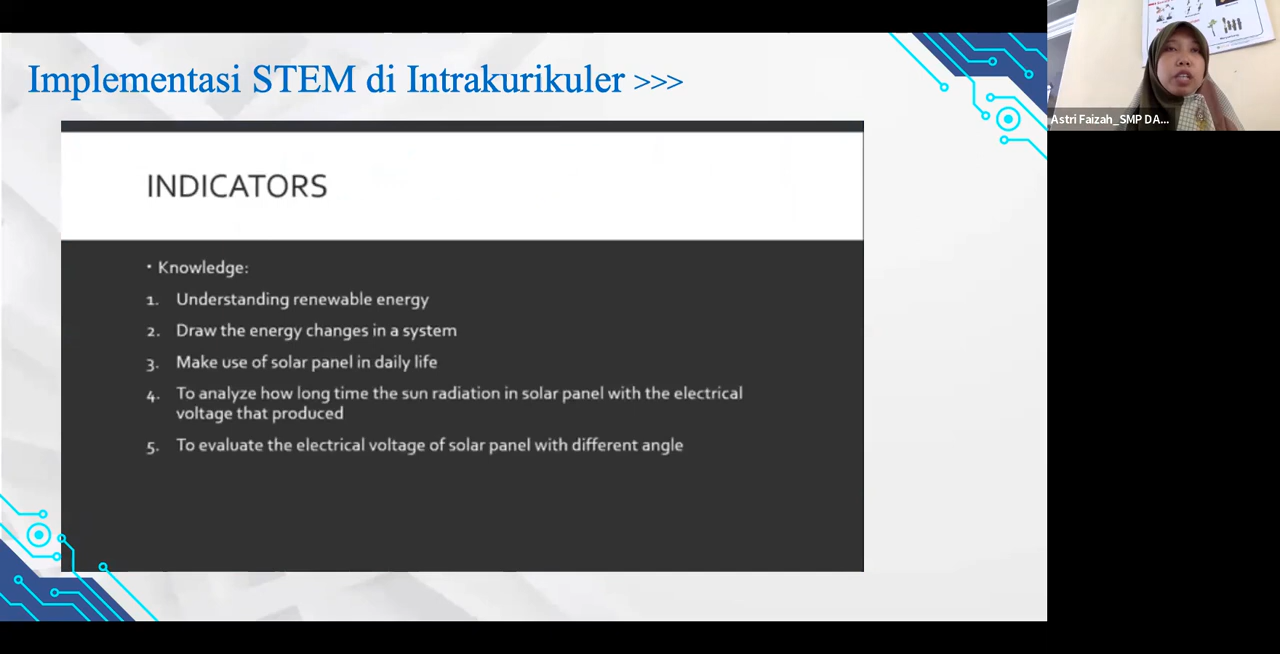 Implementasi STEM di Intrakurikuler >>>
INDICATORS
• Knowledge:
1. Understanding renewable energy
2. Draw the energy changes in a system
3. Make use of solar panel in daily life
4. To analyze how long time the sun radiation in solar panel with the electrical
voltage that produced
5. To evaluate the electrical voltage of solar panel with different angle
Astri Faizah_SMP DA...